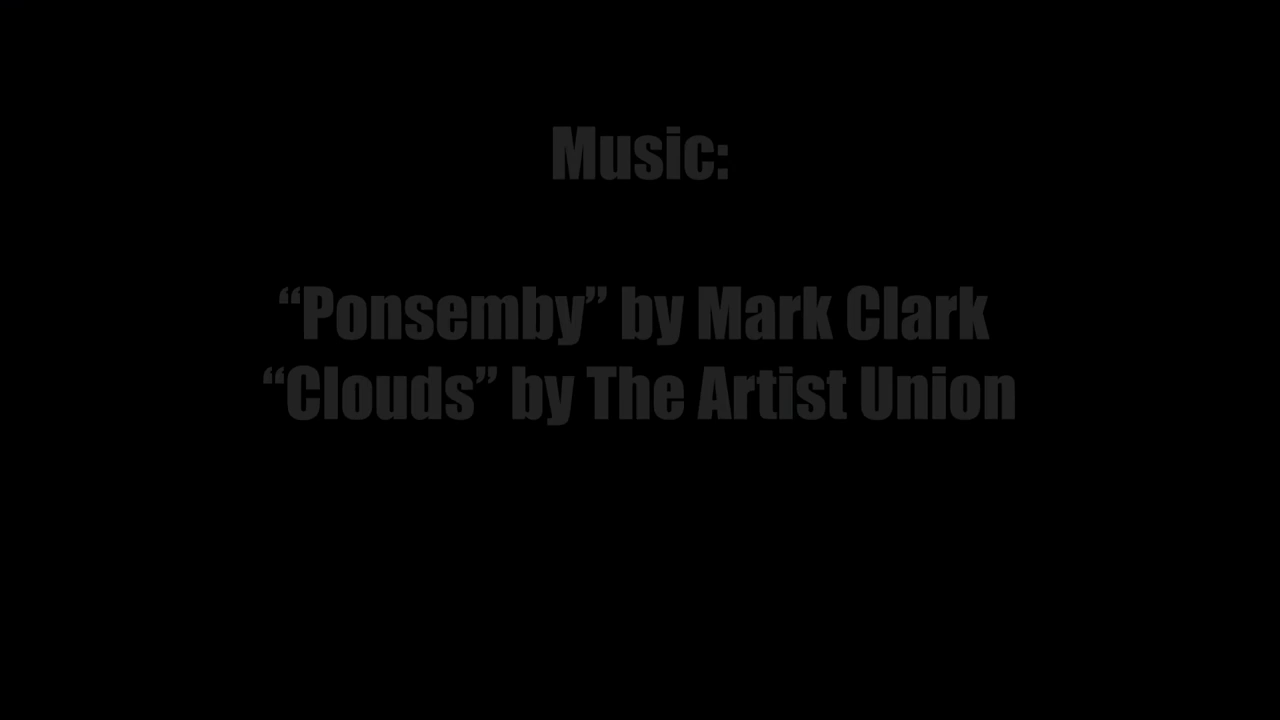 Music:
“Ponsemby” by Mark Clark
“Clouds” by The Artist Union